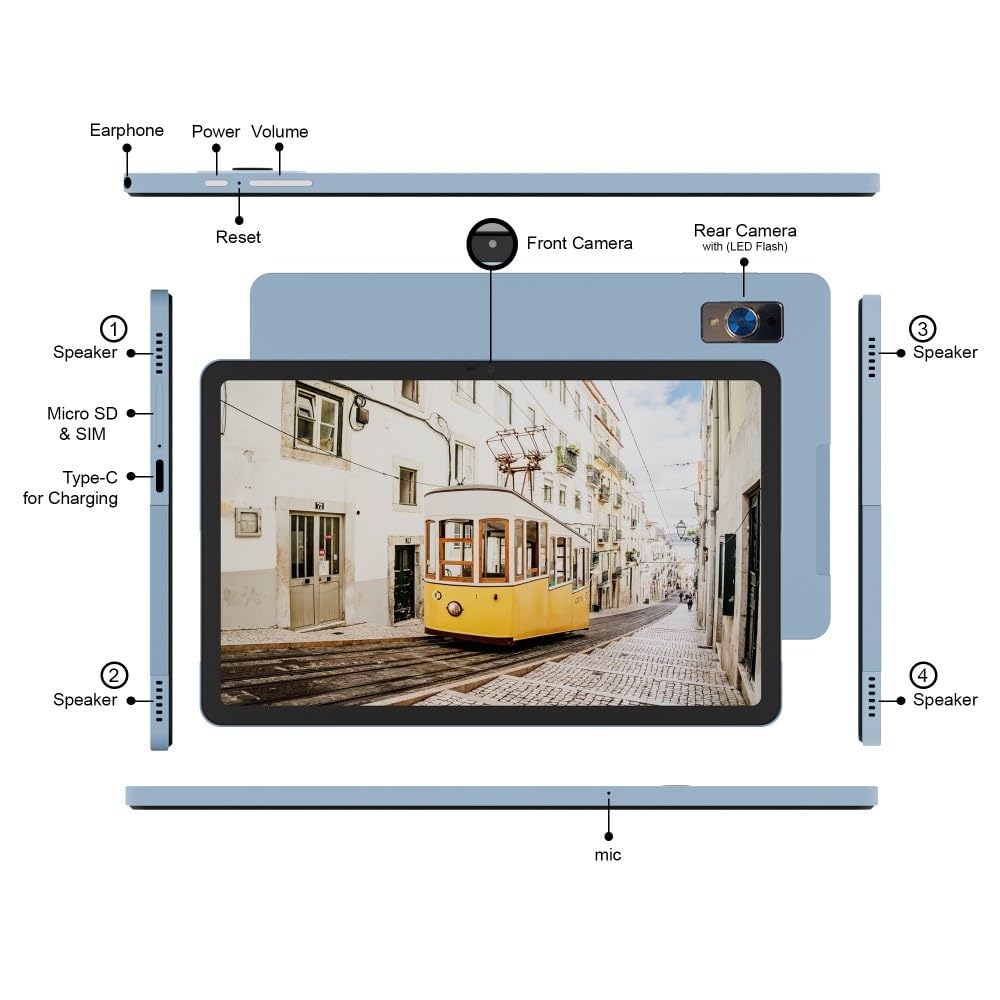 Earphone
Power
Volume
Reset
Front Camera
Rear Camera
with (LED Flash)
1
Speaker
3
Speaker
Micro SD
& SIM
Type-C
for Charging
72
2
Speaker
4
Speaker
mic